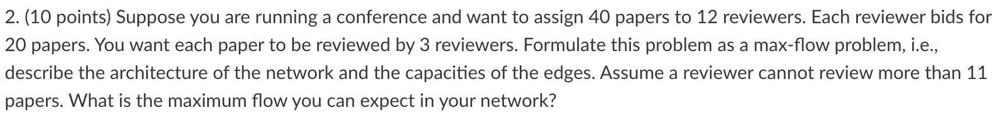 2. (10 points) Suppose you are running a conference and want to assign 40 papers to 12 reviewers. Each reviewer bids for
20 papers. You want each paper to be reviewed by 3 reviewers. Formulate this problem as a max-flow problem, i.e.,
describe the architecture of the network and the capacities of the edges. Assume a reviewer cannot review more than 11
papers. What is the maximum flow you can expect in your network?